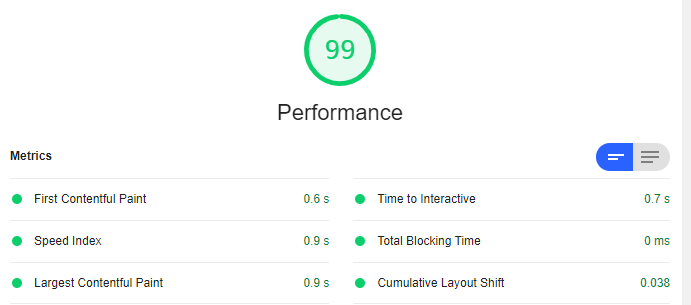 99
Performance
Metrics
First Contentful Paint 0.6 s
Time to Interactive 0.7 s
Speed Index 0.9 s
Total Blocking Time 0 ms
Largest Contentful Paint 0.9 s
Cumulative Layout Shift 0.038